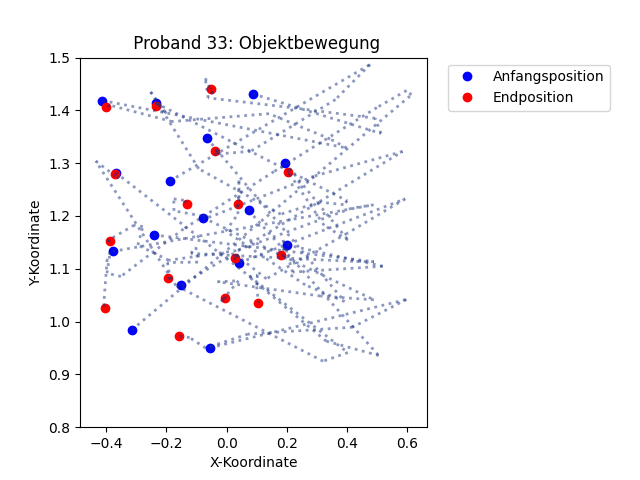 Proband 33: Objektbewegung
Anfangsposition
Endposition
Y-Koordinate
1.5
1.4
1.3
1.2
1.1
1.0
0.9
0.8
−0.4 −0.2 0.0 0.2 0.4 0.6
X-Koordinate